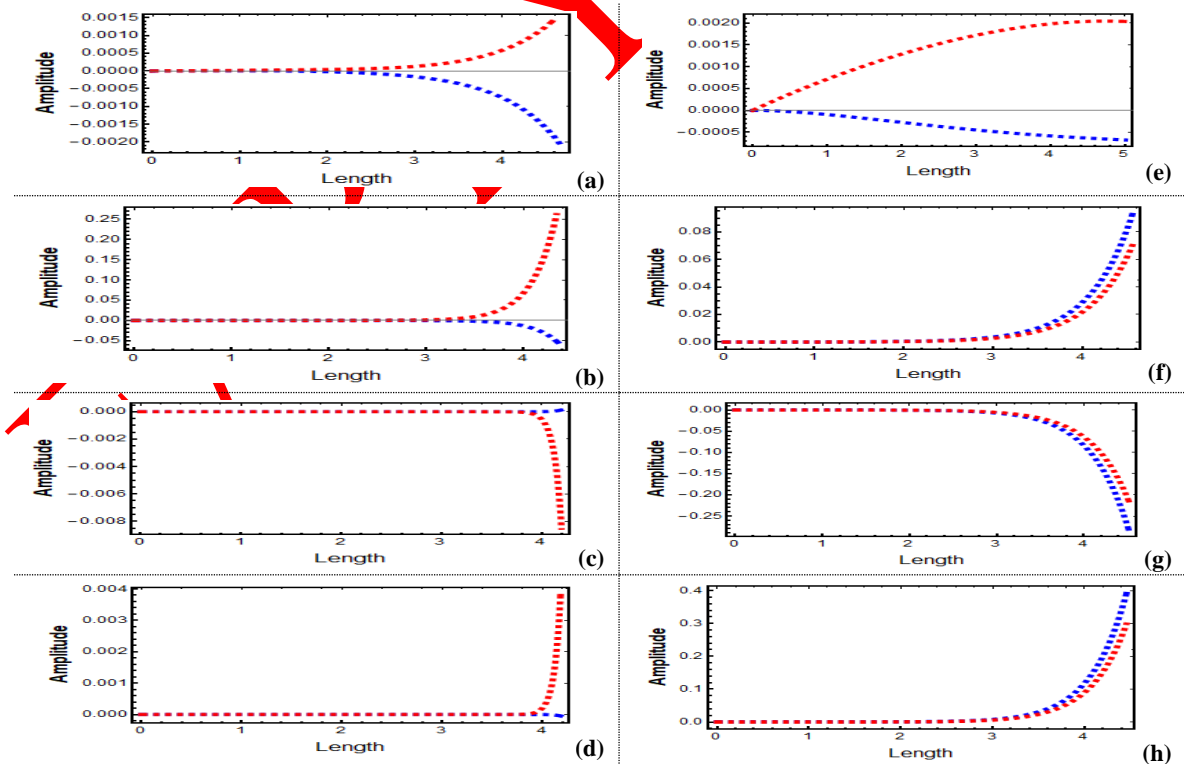 0.0015
0.0010
0.0005
0.0000
−0.0005
−0.0010
−0.0015
−0.0020
Amplitude
0 1 2 3 4
Length
(a)
0.0020
0.0015
0.0010
0.0005
0.0000
−0.0005
Amplitude
0 1 2 3 4 5
Length
(e)
0.25
0.20
0.15
0.10
0.05
0.00
−0.05
Amplitude
0 1 2 3 4
Length
(b)
0.08
0.06
0.04
0.02
0.00
Amplitude
0 1 2 3 4
Length
(f)
0.000
−0.002
−0.004
−0.006
−0.008
Amplitude
0 1 2 3 4
Length
(c)
0.00
−0.05
−0.10
−0.15
−0.20
−0.25
Amplitude
0 1 2 3 4
Length
(g)
0.004
0.003
0.002
0.001
0.000
Amplitude
0 1 2 3 4
Length
(d)
0.4
0.3
0.2
0.1
0.0
Amplitude
0 1 2 3 4
Length
(h)